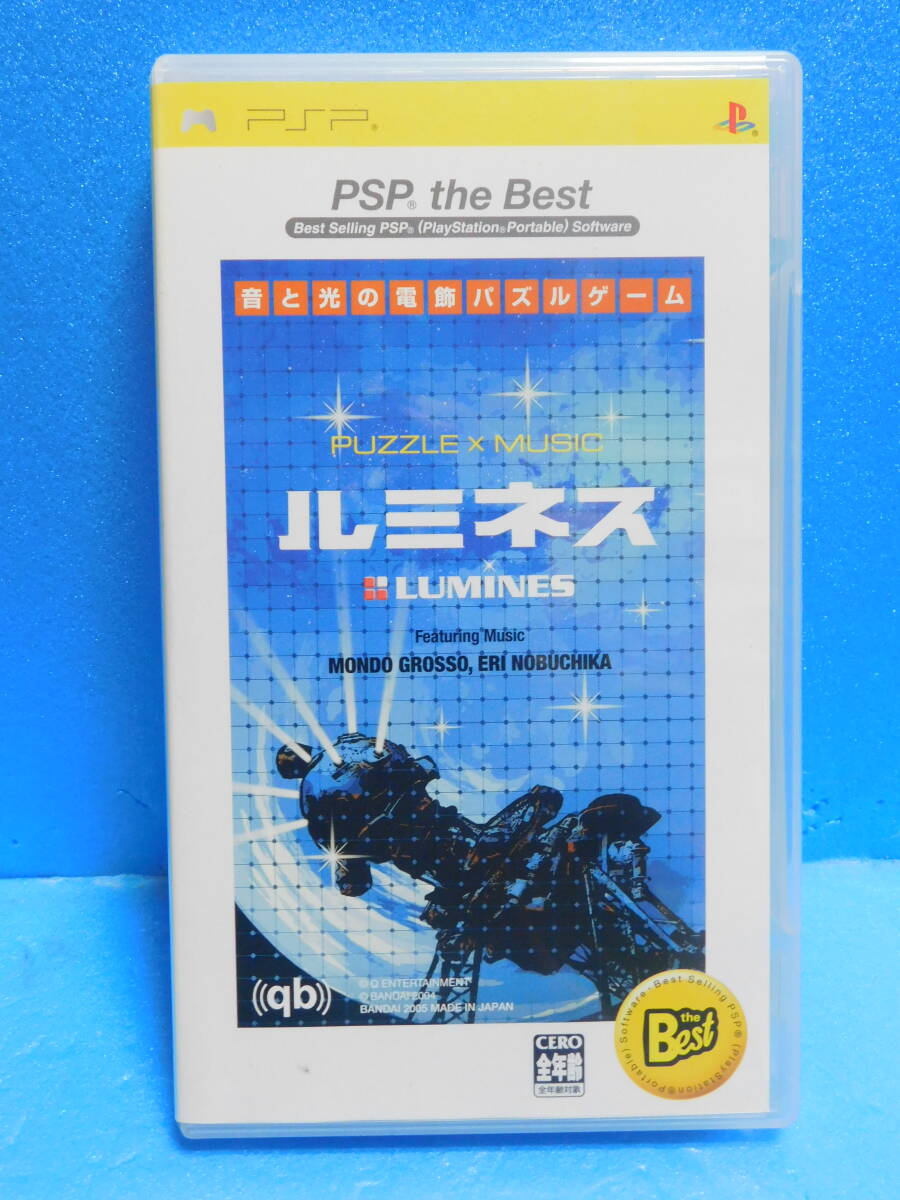 PSP®
PSP® the Best
Best Selling PSP® (PlayStation®Portable) Software
音と光の電飾パズルゲーム
PUZZLE × MUSIC
ルミネス
LUMINES
Featuring Music
MONDO GROSSO, ERI NOBUCHIKA
((qb))
© Q ENTERTAINMENT
© BANDAI 2004
BANDAI 2005 MADE IN JAPAN
CERO
全年齢
全年齢対象
the
Best
Software・Best Selling PSP® (PlayStation®Portable)